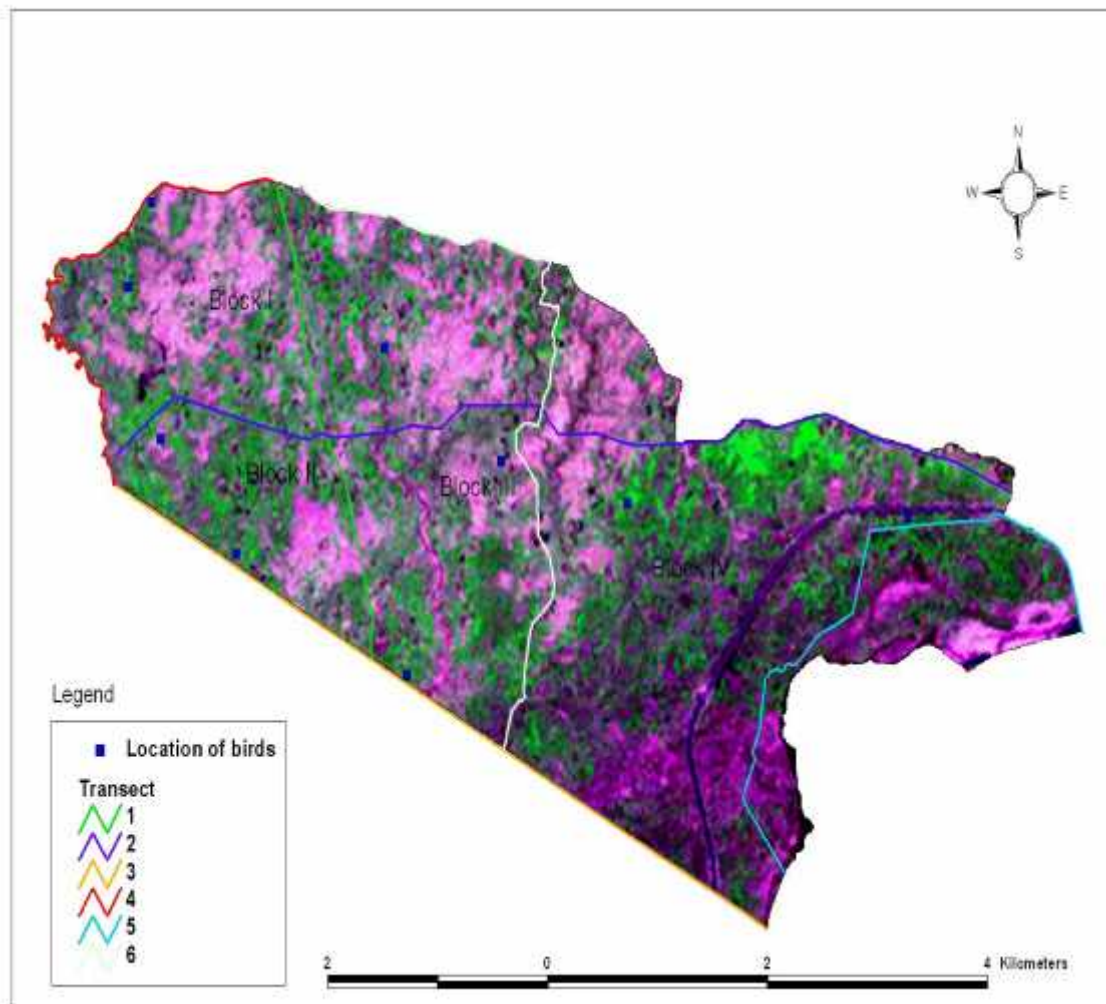 N
W E
S
Block I
Block II
Block III
Block IV
Legend
Location of birds
Transect
1
2
3
4
5
6
2 0 2 4 Kilometers